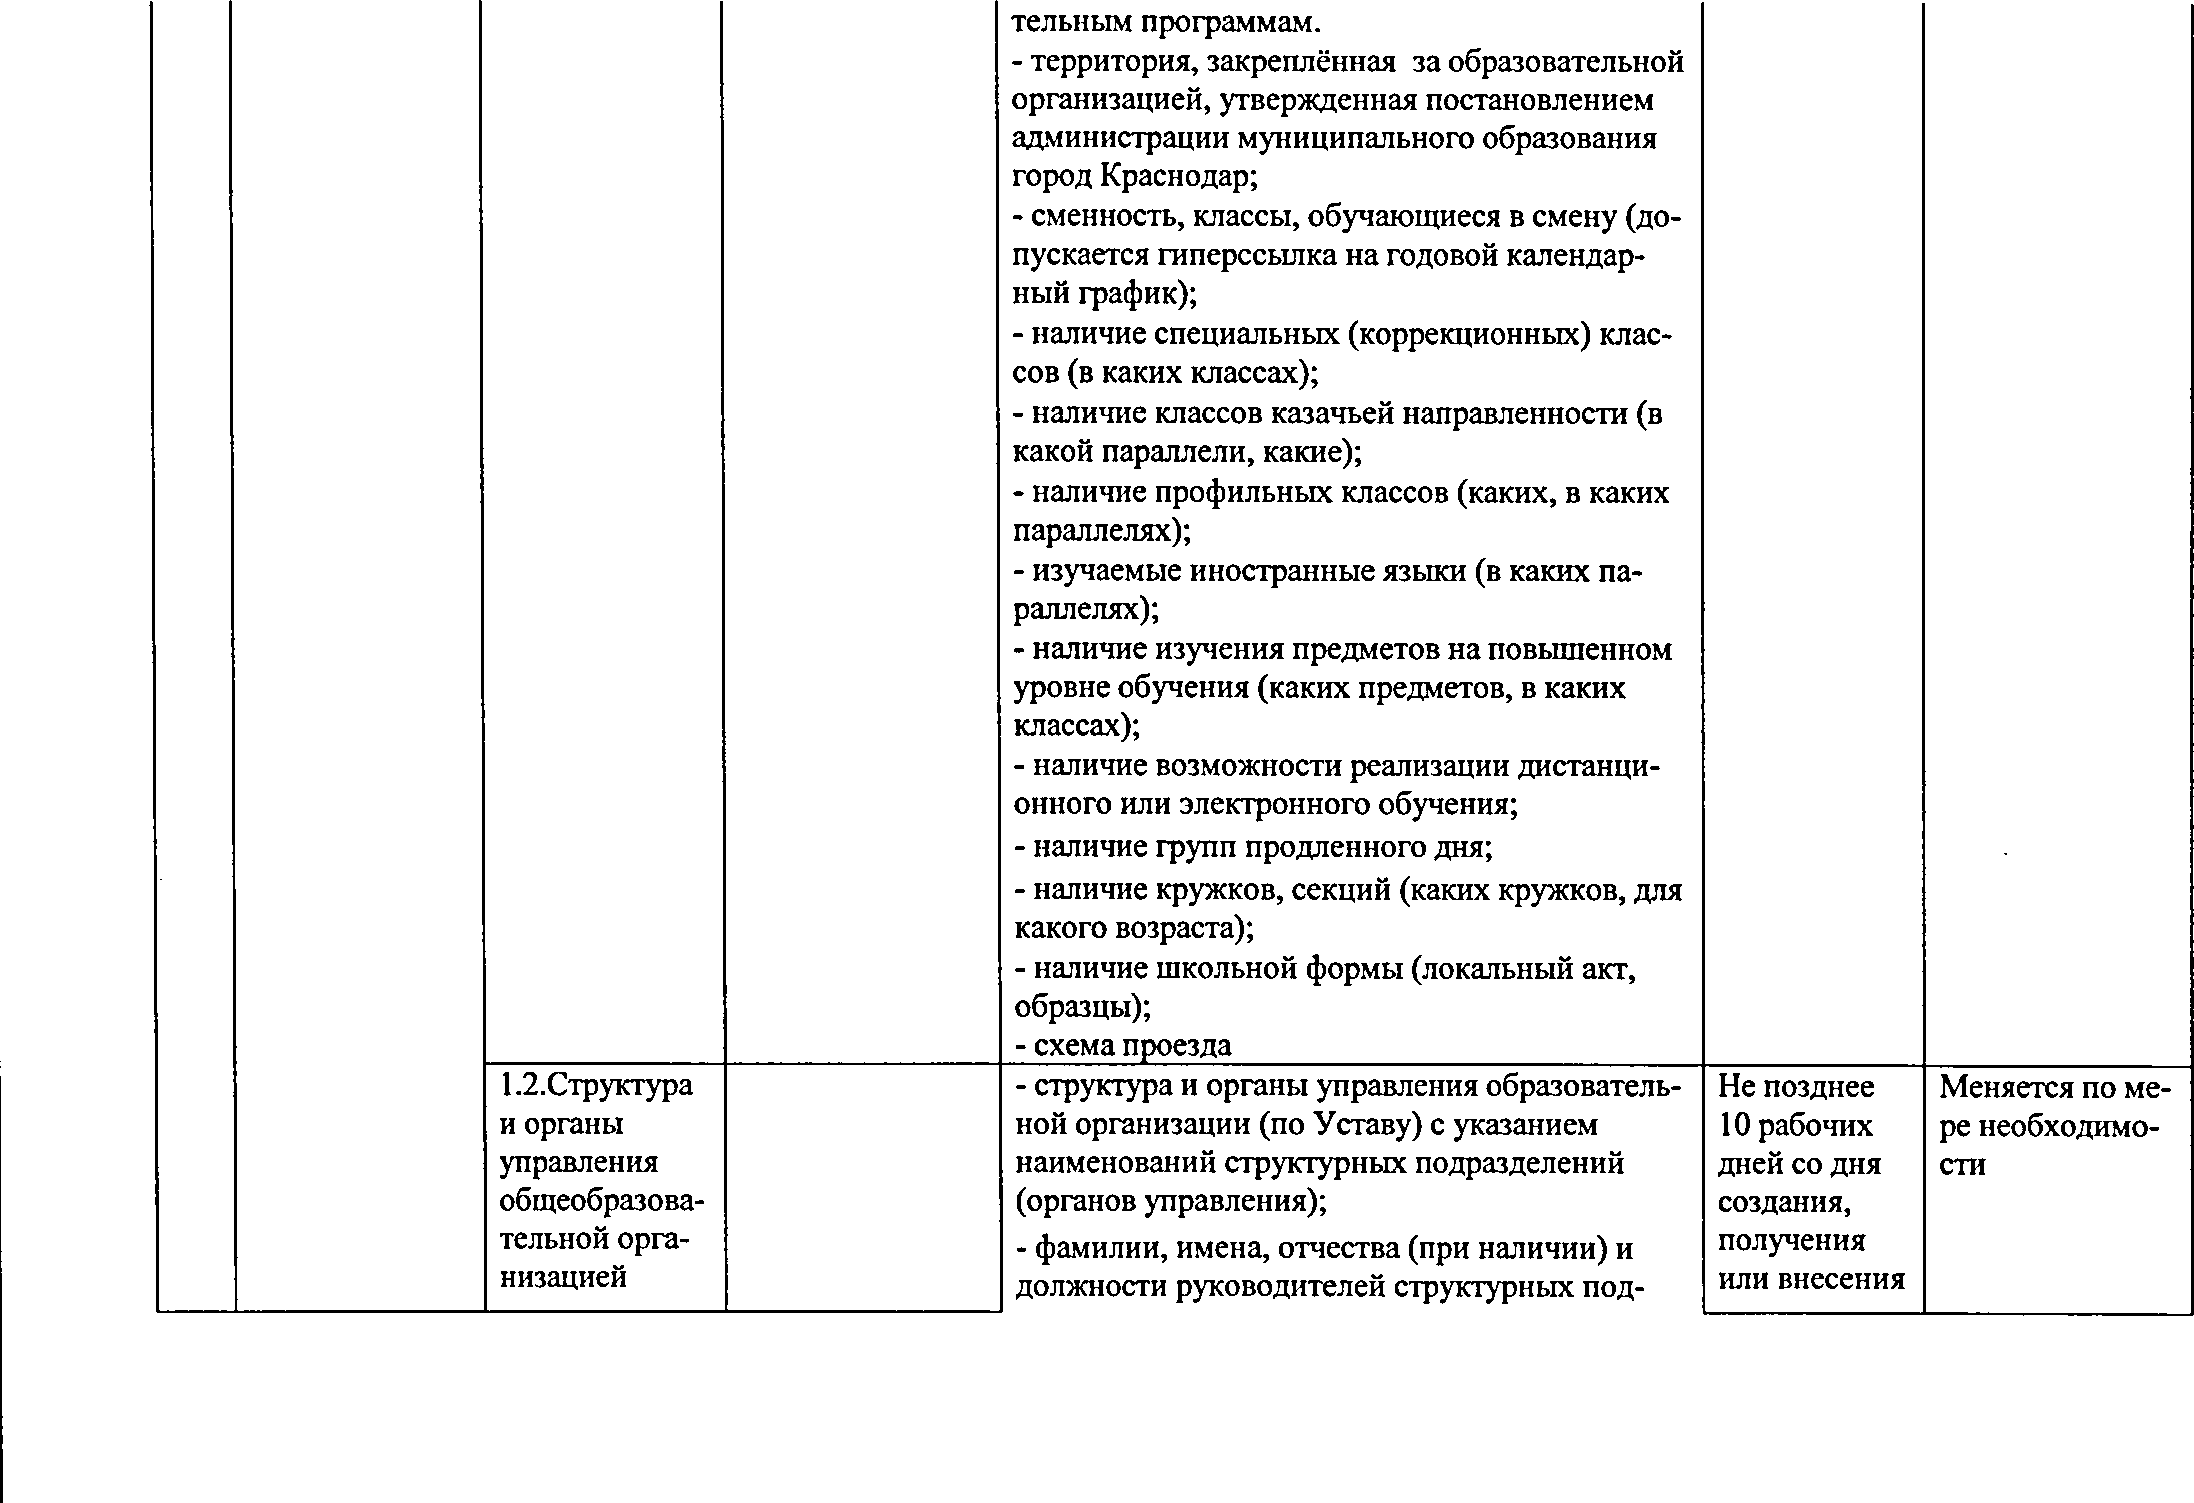 тельным программам.
- территория, закреплённая за образовательной
организацией, утвержденная постановлением
администрации муниципального образования
город Краснодар;
- сменность, классы, обучающиеся в смену (до-
пускается гиперссылка на годовой календар-
ный график);
- наличие специальных (коррекционных) клас-
сов (в каких классах);
- наличие классов казачьей направленности (в
какой параллели, какие);
- наличие профильных классов (каких, в каких
параллелях);
- изучаемые иностранные языки (в каких па-
раллелях);
- наличие изучения предметов на повышенном
уровне обучения (каких предметов, в каких
классах);
- наличие возможности реализации дистанци-
онного или электронного обучения;
- наличие групп продленного дня;
- наличие кружков, секций (каких кружков, для
какого возраста);
- наличие школьной формы (локальный акт,
образцы);
- схема проезда
1.2.Структура
и органы
управления
общеобразова-
тельной орга-
низацией
- структура и органы управления образователь-
ной организации (по Уставу) с указанием
наименований структурных подразделений
(органов управления);
- фамилии, имена, отчества (при наличии) и
должности руководителей структурных под-
Не позднее
10 рабочих
дней со дня
создания,
получения
или внесения
Меняется по ме-
ре необходимо-
сти